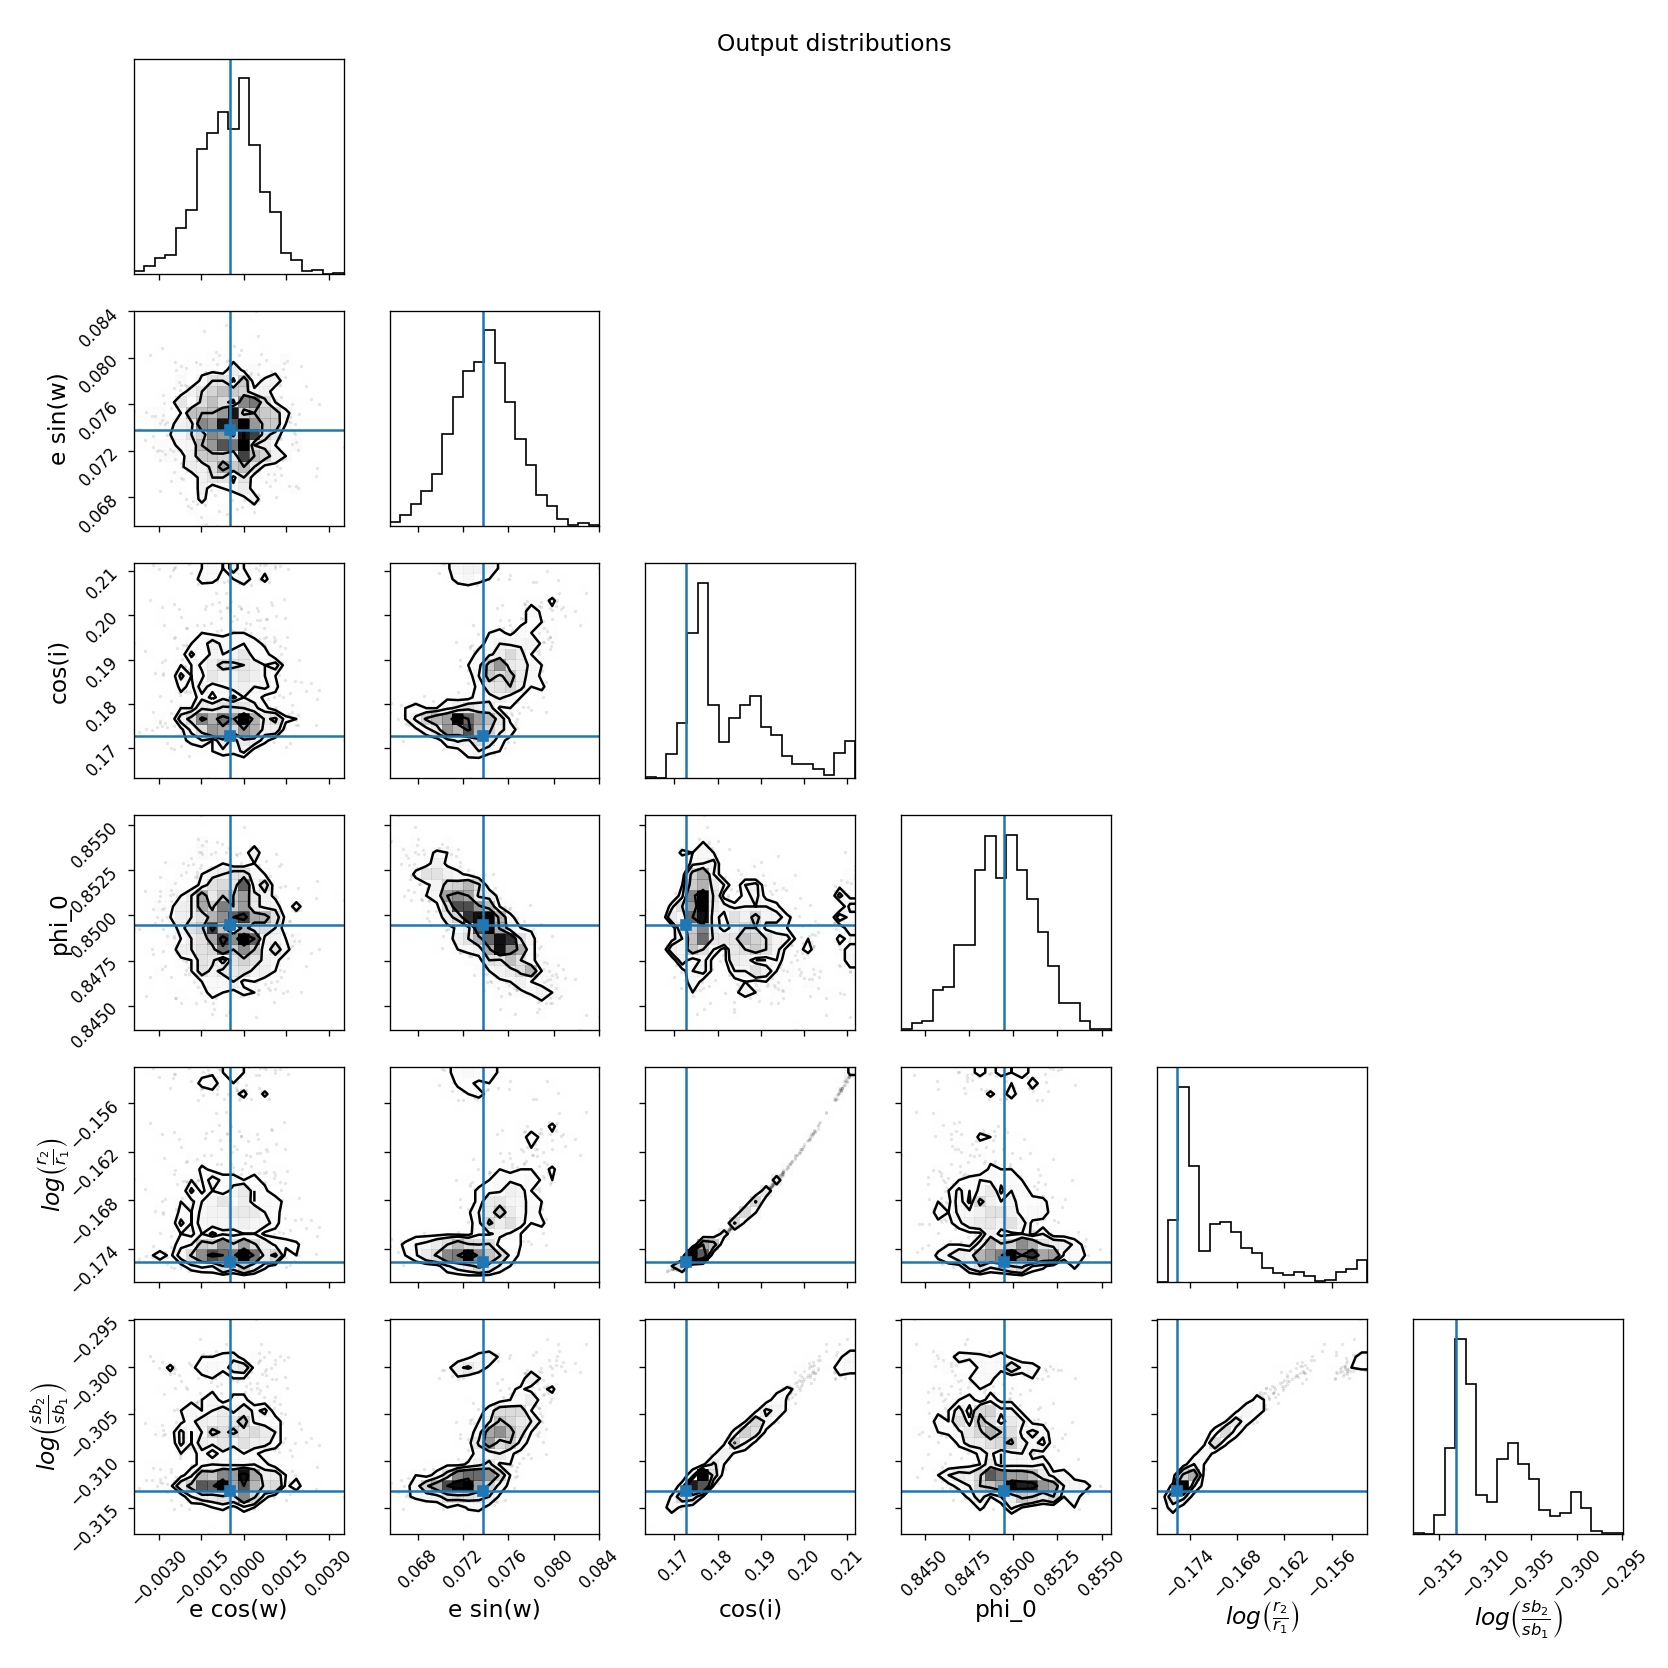 Output distributions
e sin(w)
0.084
0.080
0.076
0.072
0.068
cos(i)
0.21
0.20
0.19
0.18
0.17
phi_0
0.8550
0.8525
0.8500
0.8475
0.8450
log(r₂/r₁)
−0.156
−0.162
−0.168
−0.174
log(sb₂/sb₁)
−0.295
−0.300
−0.305
−0.310
−0.315
−0.0030 −0.0015 0.0000 0.0015 0.0030
0.068 0.072 0.076 0.080 0.084
0.17 0.18 0.19 0.20 0.21
0.8450 0.8475 0.8500 0.8525 0.8550
−0.174 −0.168 −0.162 −0.156
−0.315 −0.310 −0.305 −0.300 −0.295
e cos(w) e sin(w) cos(i) phi_0 log(r₂/r₁) log(sb₂/sb₁)